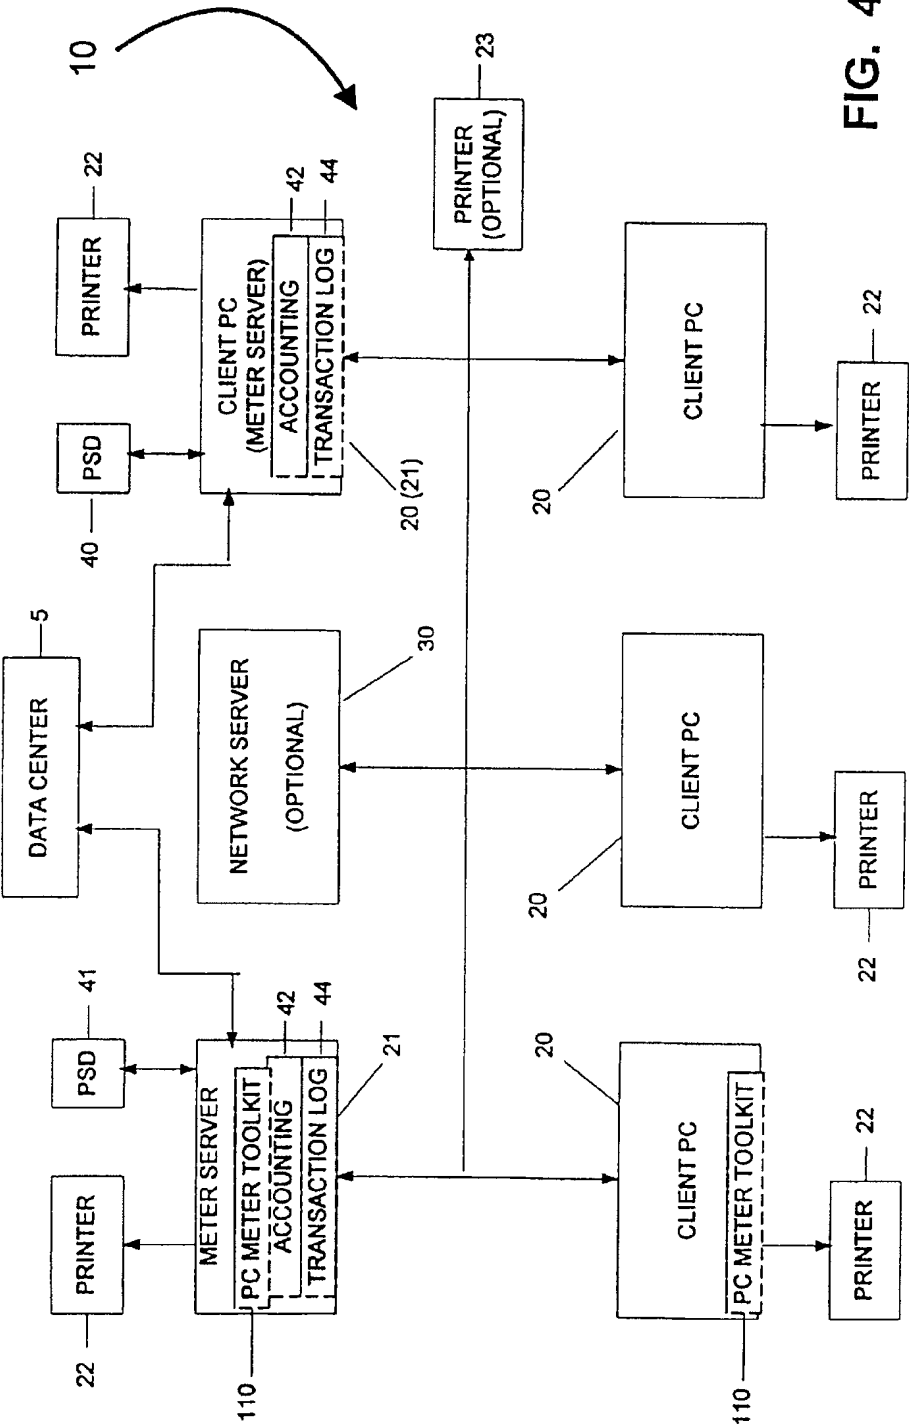 10
5
DATA CENTER
22
PRINTER
41
PSD
40
PSD
22
PRINTER
METER SERVER
PC METER TOOLKIT
ACCOUNTING
TRANSACTION LOG
42
44
110
21
NETWORK SERVER
(OPTIONAL)
30
CLIENT PC
(METER SERVER)
ACCOUNTING
TRANSACTION LOG
42
44
20 (21)
PRINTER
(OPTIONAL)
23
20
CLIENT PC
PC METER TOOLKIT
110
20
CLIENT PC
20
CLIENT PC
PRINTER
22
PRINTER
22
PRINTER
22
FIG. 4